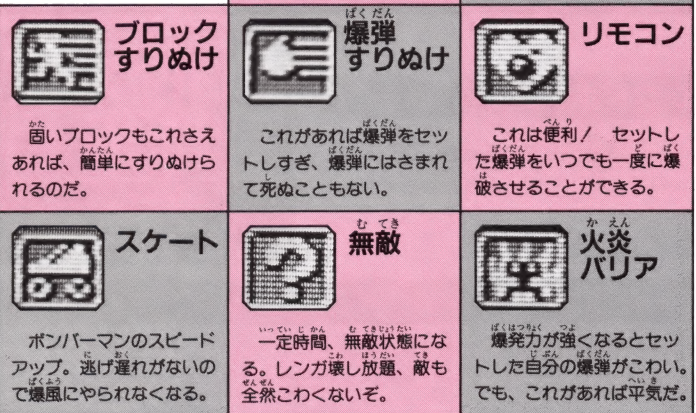 ブロック
すりぬけ
固いブロックもこれさえ
あれば、簡単にすりぬけら
れるのだ。
爆弾
すりぬけ
これがあれば爆弾をセッ
トしすぎ、爆弾にはさまれ
て死ぬこともない。
リモコン
これは便利! セットし
た爆弾をいつでも一度に爆
破させることができる。
スケート
ボンバーマンのスピード
アップ。逃げ遅れがないの
で爆風にやられなくなる。
無敵
一定時間、無敵状態にな
る。レンガ壊し放題、敵も
全然こわくないぞ。
火炎
バリア
爆発力が強くなるとセッ
トした自分の爆弾がこわい。
でも、これがあれば平気だ。